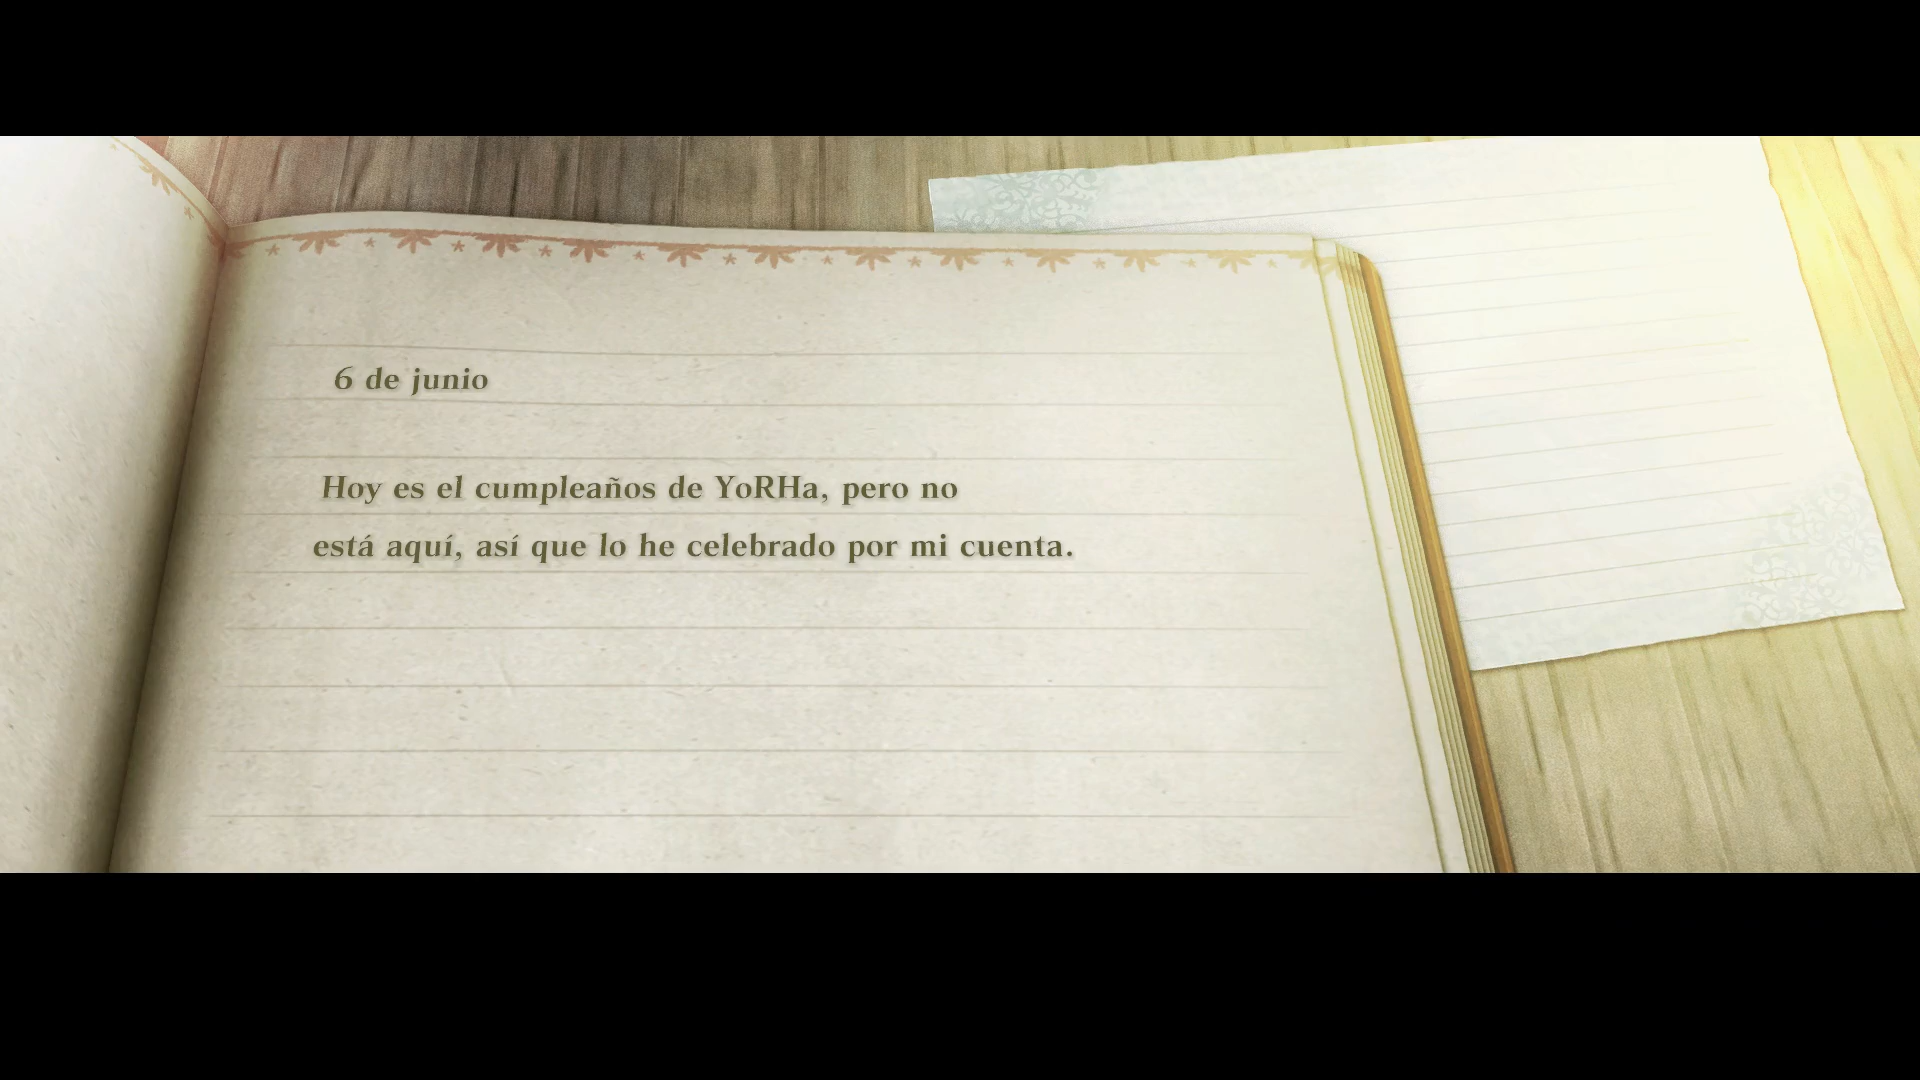 6 de junio
Hoy es el cumpleaños de YoRHa, pero no
está aquí, así que lo he celebrado por mi cuenta.